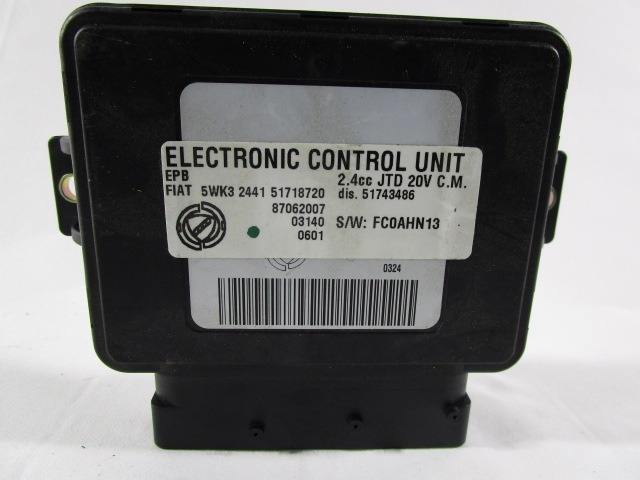 ELECTRONIC CONTROL UNIT
EPB 2.4cc JTD 20V C.M.
FIAT 5WK3 2441 51718720 dis. 51743486
87062007
03140 S/W: FC0AHN13
0601
0324